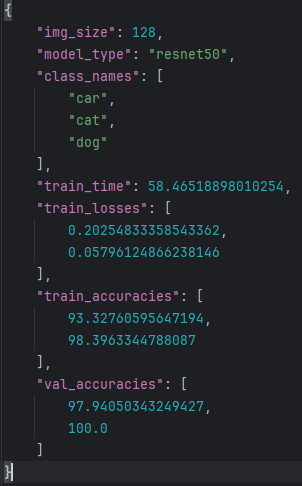 {
"img_size": 128,
"model_type": "resnet50",
"class_names": [
"car",
"cat",
"dog"
],
"train_time": 58.46518898010254,
"train_losses": [
0.20254833358543362,
0.05796124866238146
],
"train_accuracies": [
93.32760595647194,
98.3963344788087
],
"val_accuracies": [
97.94050343249427,
100.0
]
}